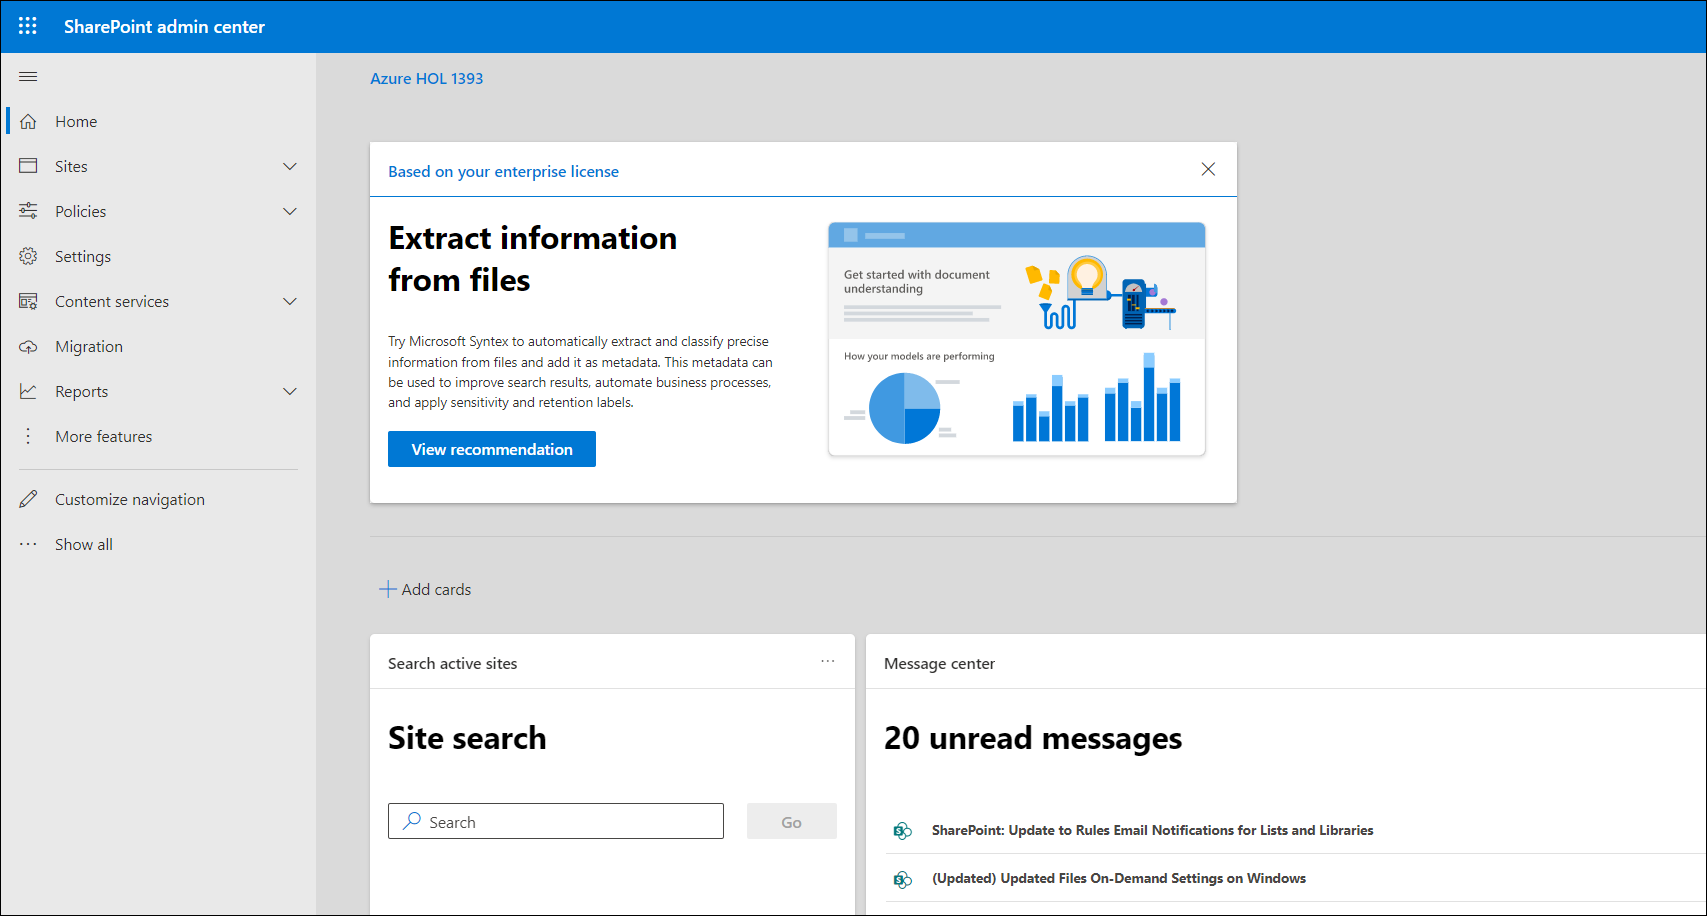 SharePoint admin center
Azure HOL 1393
Home
Sites
Policies
Settings
Content services
Migration
Reports
More features
Customize navigation
Show all
Based on your enterprise license
Extract information
from files
Try Microsoft Syntex to automatically extract and classify precise
information from files and add it as metadata. This metadata can
be used to improve search results, automate business processes,
and apply sensitivity and retention labels.
View recommendation
Get started with document
understanding
How your models are performing
Add cards
Search active sites
Site search
Search
Go
Message center
20 unread messages
SharePoint: Update to Rules Email Notifications for Lists and Libraries
(Updated) Updated Files On-Demand Settings on Windows